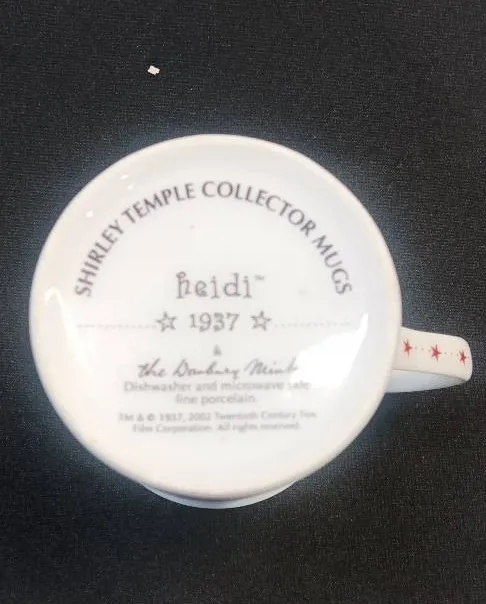 SHIRLEY TEMPLE COLLECTOR MUGS
heidi™
☆ 1937 ☆
&
the Danbury Mint
Dishwasher and microwave safe
fine porcelain.
TM & © 1937, 2002 Twentieth Century Fox
Film Corporation. All rights reserved.